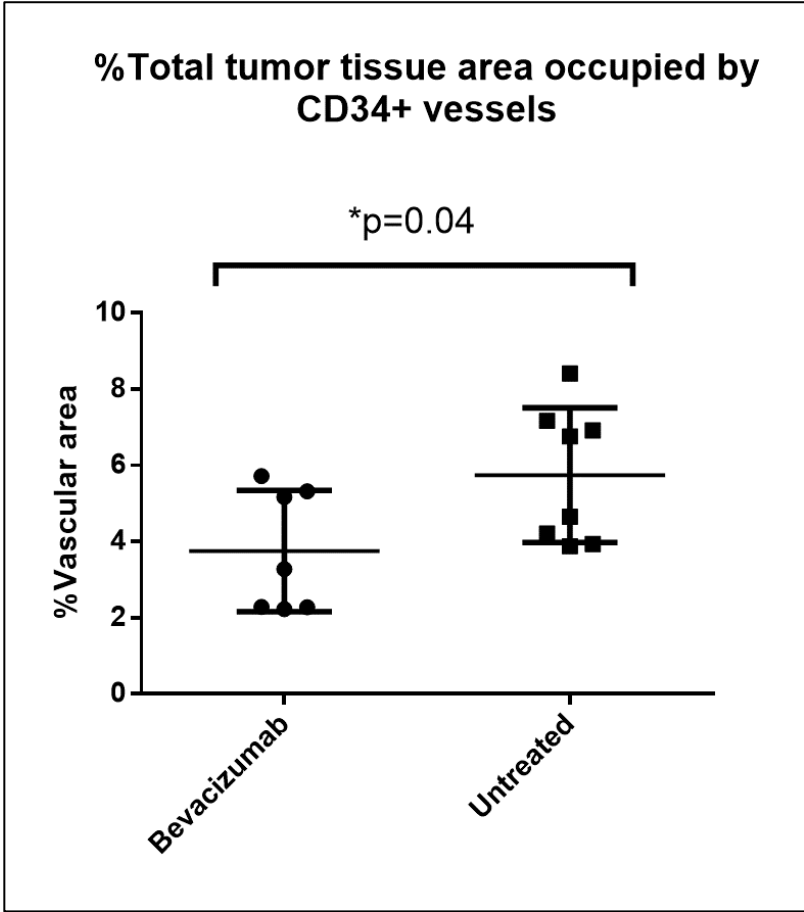 %Total tumor tissue area occupied by
CD34+ vessels
*p=0.04
10
8
6
4
2
0
%Vascular area
Bevacizumab
Untreated